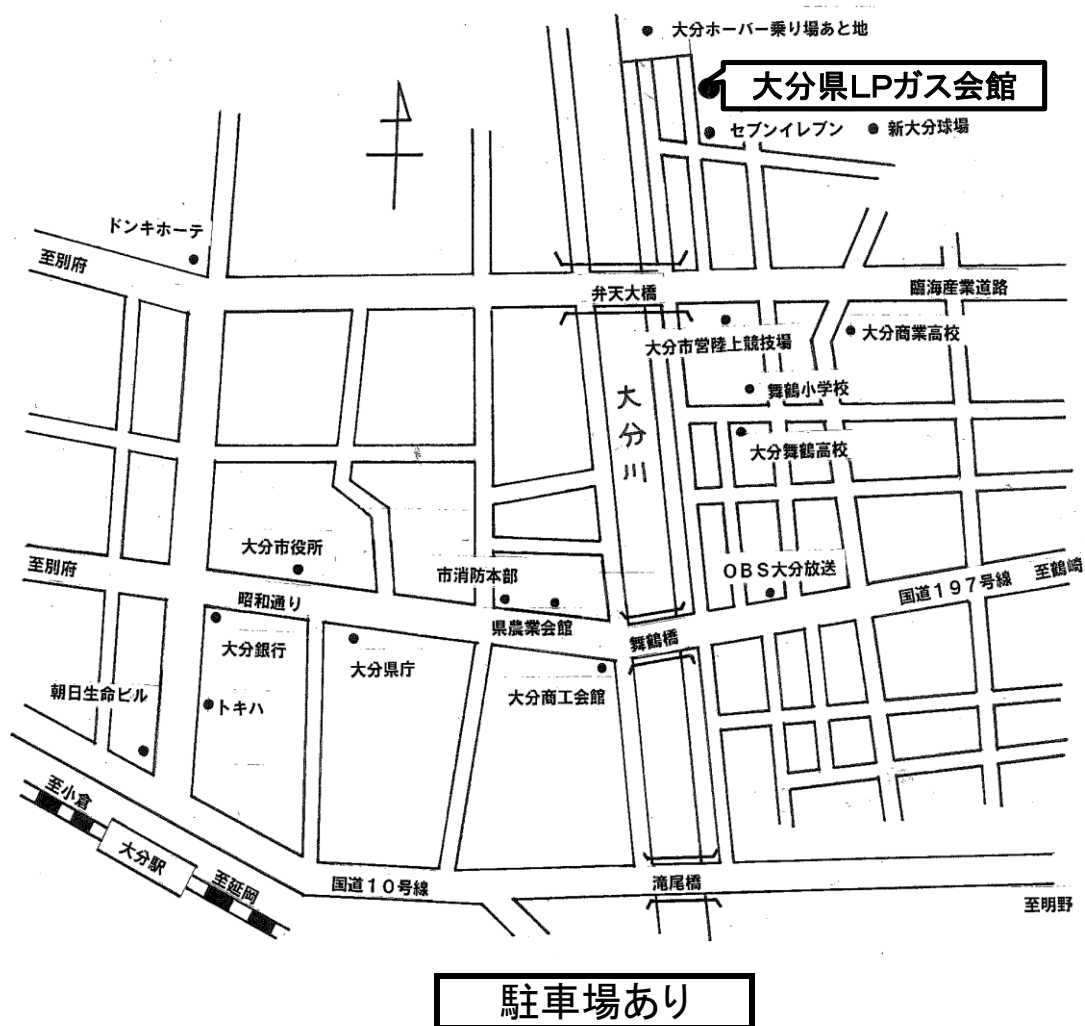 大分ホーバー乗り場あと地
大分県LPガス会館
セブンイレブン
新大分球場
ドンキホーテ
至別府
弁天大橋
臨海産業道路
大分市営陸上競技場
大分商業高校
舞鶴小学校
大分川
大分舞鶴高校
大分市役所
市消防本部
OBS大分放送
至別府
昭和通り
国道197号線
至鶴崎
県農業会館
舞鶴橋
大分銀行
大分県庁
大分商工会館
朝日生命ビル
トキハ
至小倉
大分駅
至延岡
国道10号線
滝尾橋
至明野
駐車場あり